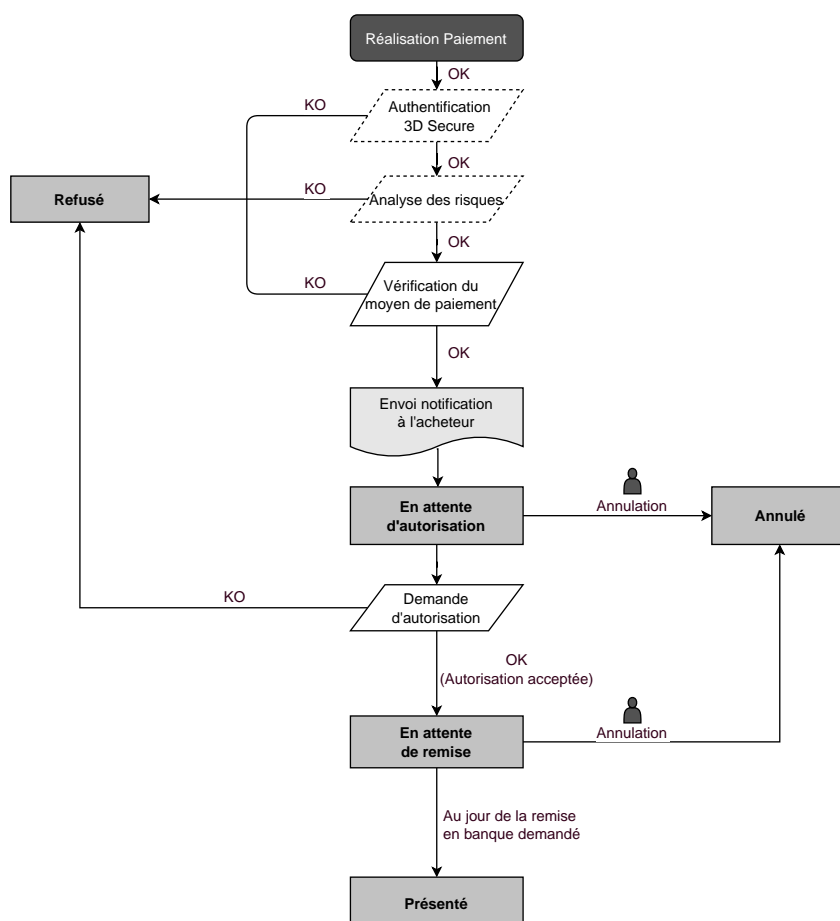 Réalisation Paiement
OK
KO
Authentification
3D Secure
OK
Refusé
KO
Analyse des risques
OK
KO
Vérification du
moyen de paiement
OK
Envoi notification
à l'acheteur
En attente
d'autorisation
Annulation
Annulé
KO
Demande
d'autorisation
OK
(Autorisation acceptée)
En attente
de remise
Annulation
Au jour de la remise
en banque demandé
Présenté